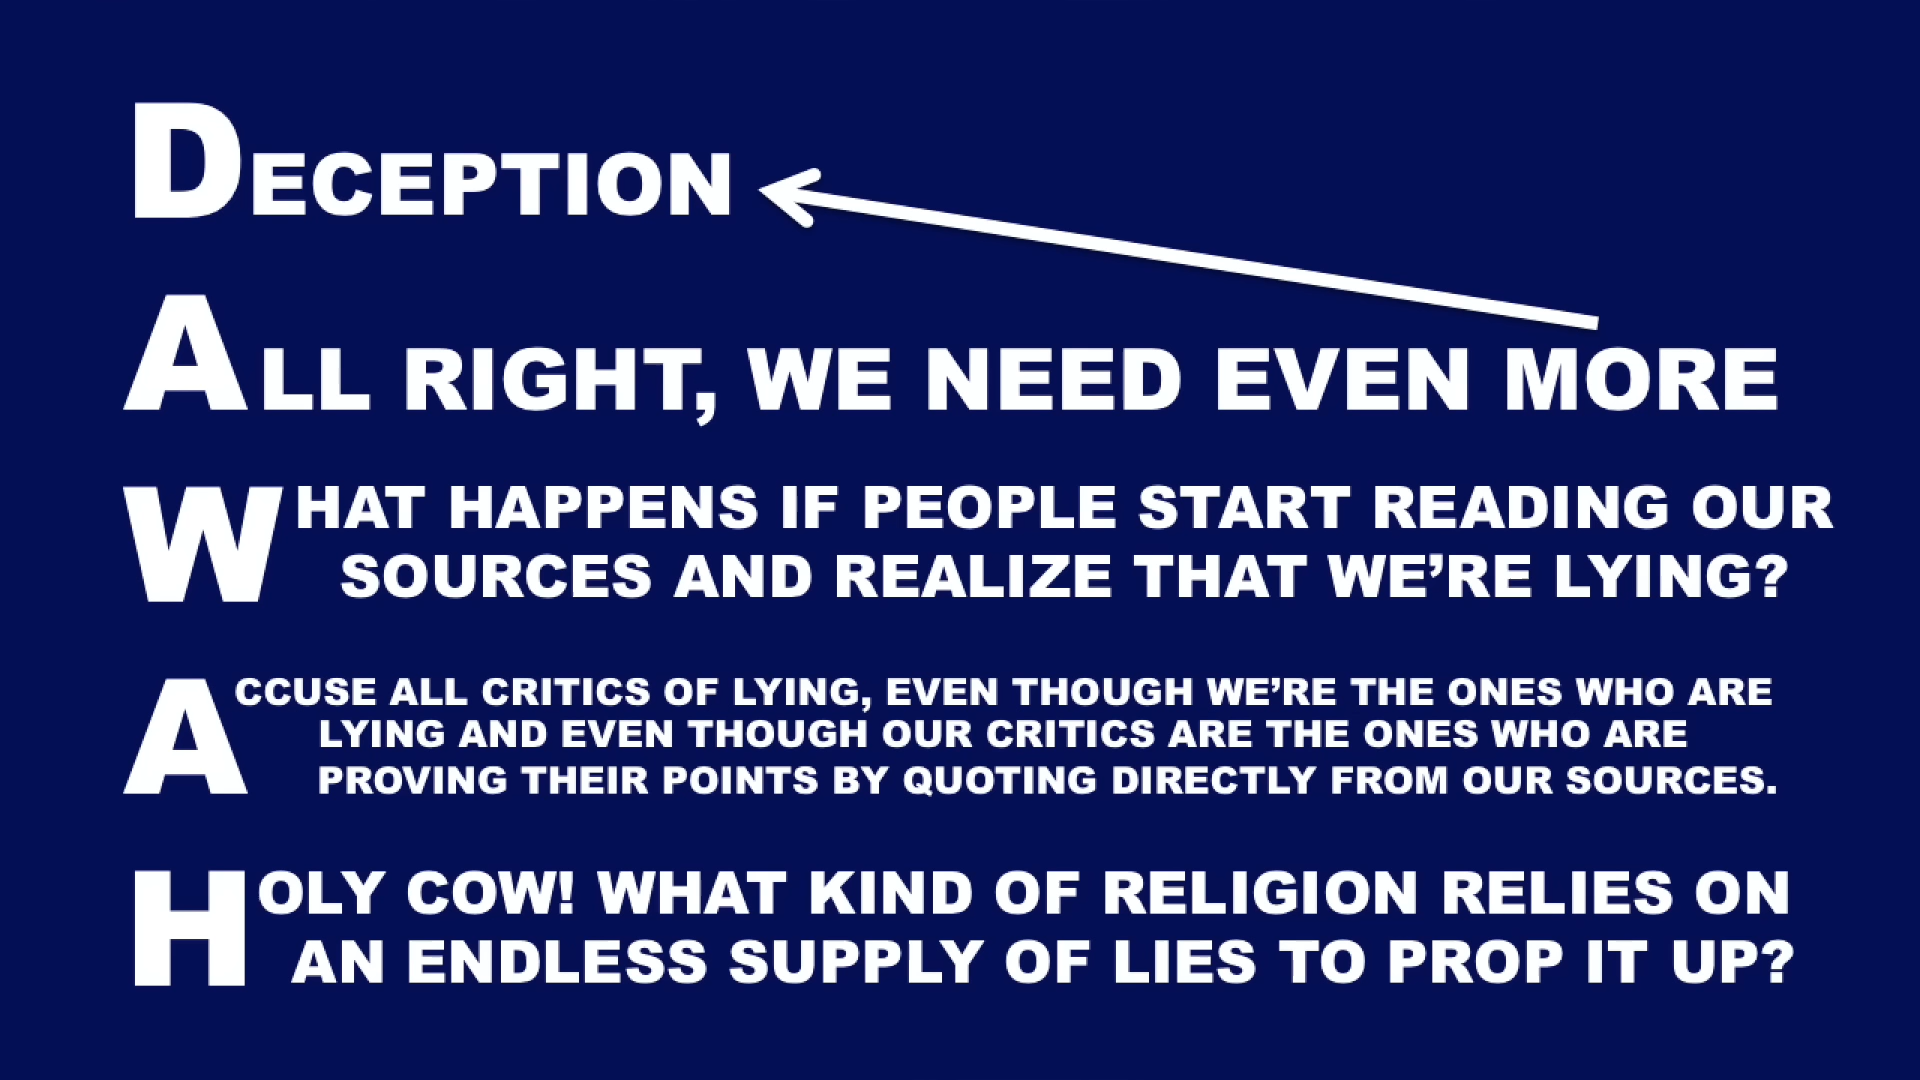 DECEPTION
ALL RIGHT, WE NEED EVEN MORE
WHAT HAPPENS IF PEOPLE START READING OUR
SOURCES AND REALIZE THAT WE’RE LYING?
ACCUSE ALL CRITICS OF LYING, EVEN THOUGH WE’RE THE ONES WHO ARE
LYING AND EVEN THOUGH OUR CRITICS ARE THE ONES WHO ARE
PROVING THEIR POINTS BY QUOTING DIRECTLY FROM OUR SOURCES.
HOLY COW! WHAT KIND OF RELIGION RELIES ON
AN ENDLESS SUPPLY OF LIES TO PROP IT UP?